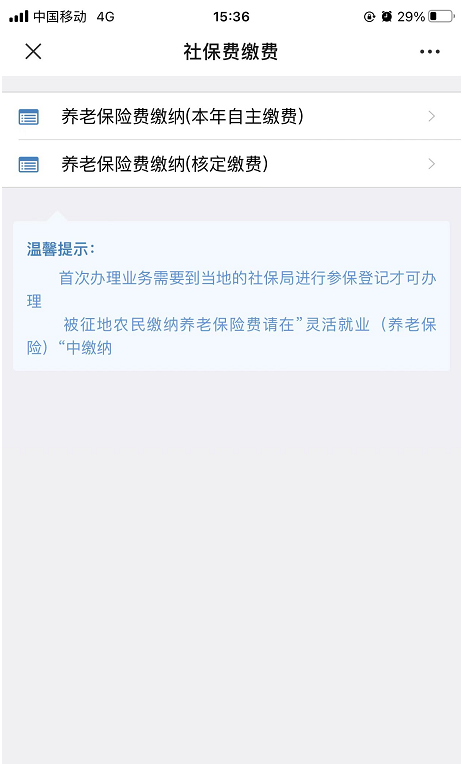 中国移动 4G 15:36 29%
社保费缴费
养老保险费缴纳(本年自主缴费)
养老保险费缴纳(核定缴费)
温馨提示：
首次办理业务需要到当地的社保局进行参保登记才可办
理
被征地农民缴纳养老保险费请在”灵活就业（养老保
险）“中缴纳